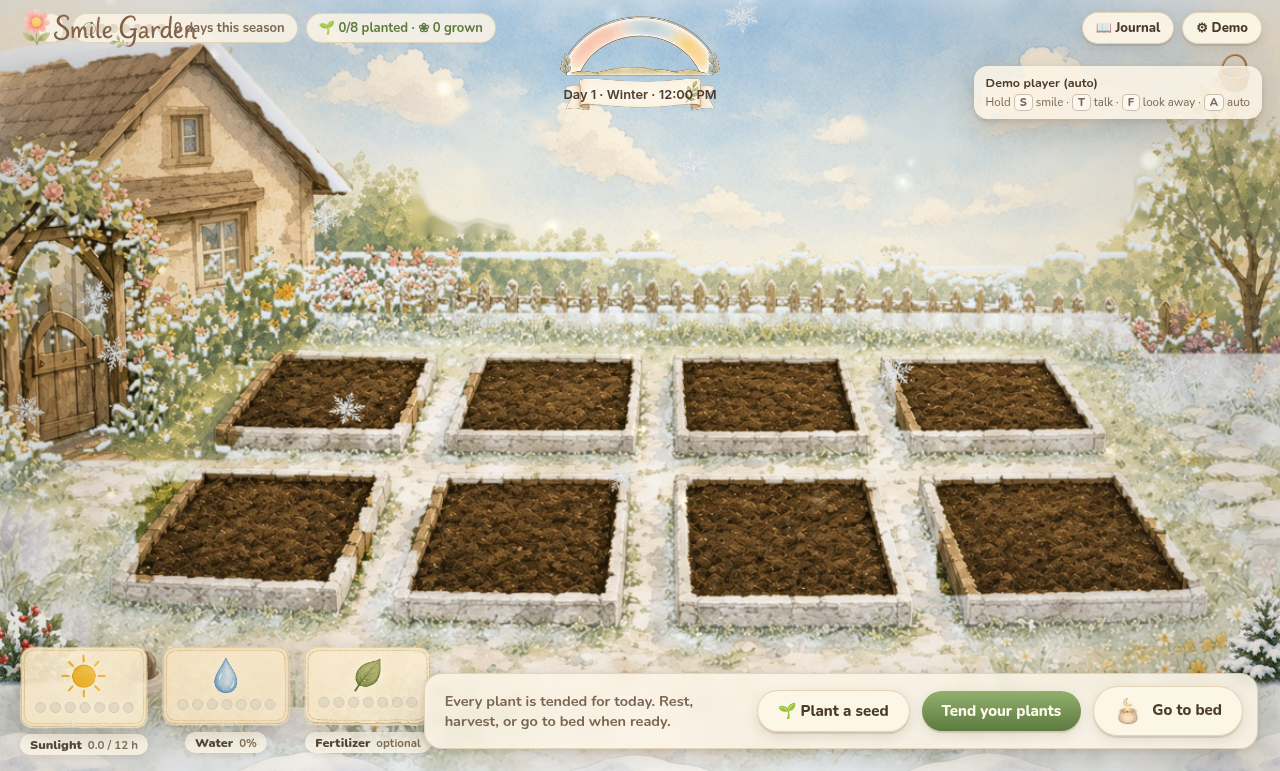 Smile Garden
days this season
0/8 planted · 0 grown
Day 1 · Winter · 12:00 PM
Journal
Demo
Demo player (auto)
Hold S smile · T talk · F look away · A auto
Sunlight 0.0 / 12 h
Water 0%
Fertilizer optional
Every plant is tended for today. Rest,
harvest, or go to bed when ready.
Plant a seed
Tend your plants
Go to bed